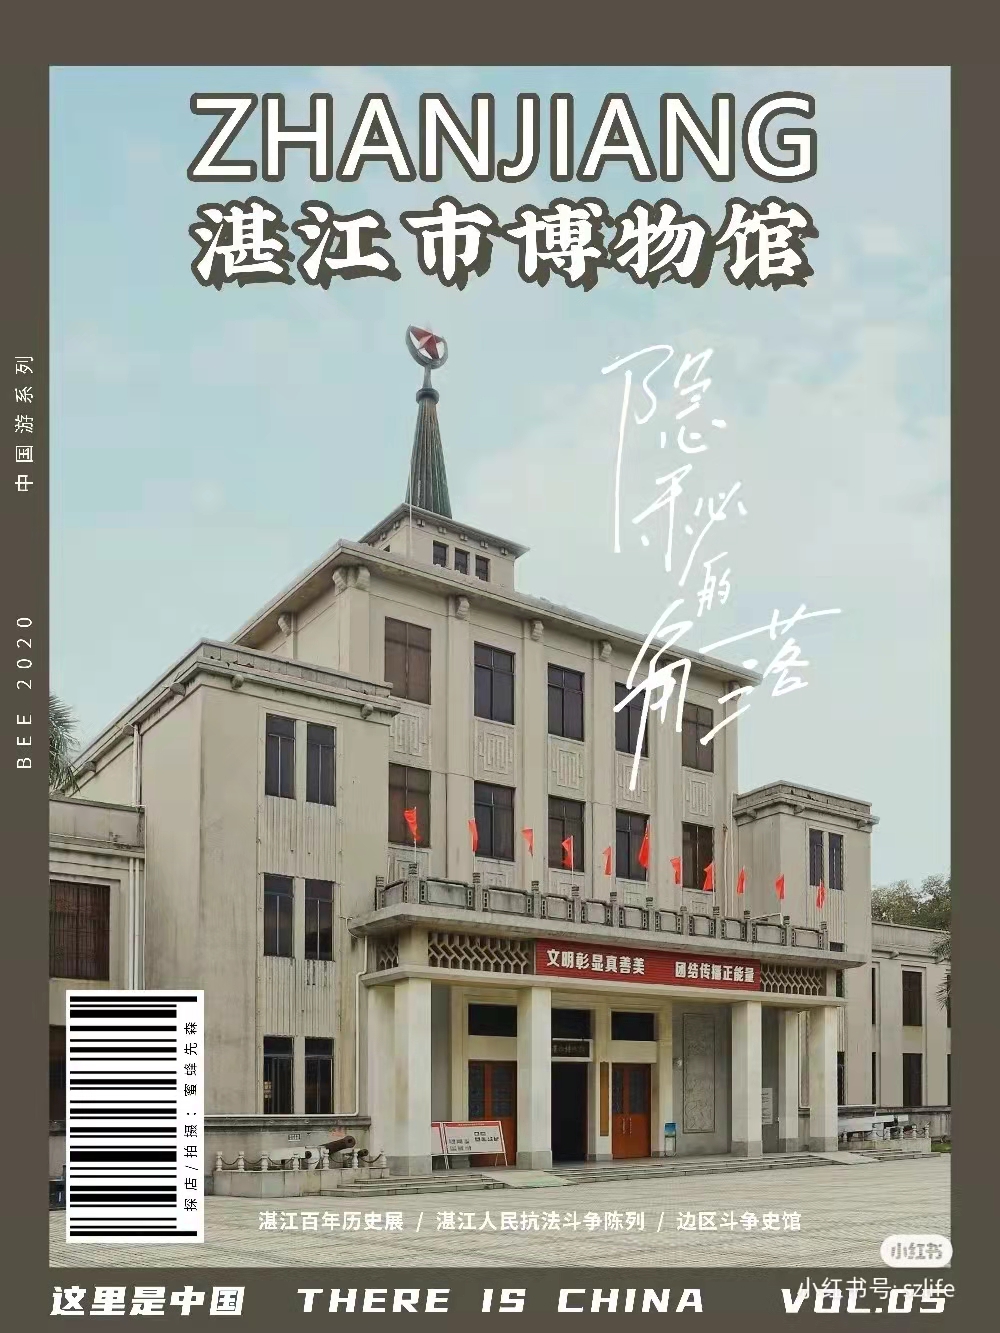 ZHANJIANG
湛江市博物馆
隐秘的角落
中国游系列
BEE 2020
文明彰显真善美 团结传播正能量
探店/拍摄：蜜蜂先森
湛江百年历史展 / 湛江人民抗法斗争陈列 / 边区斗争史馆
小红书
小红书号: szlife
这里是中国 THERE IS CHINA VOL.05